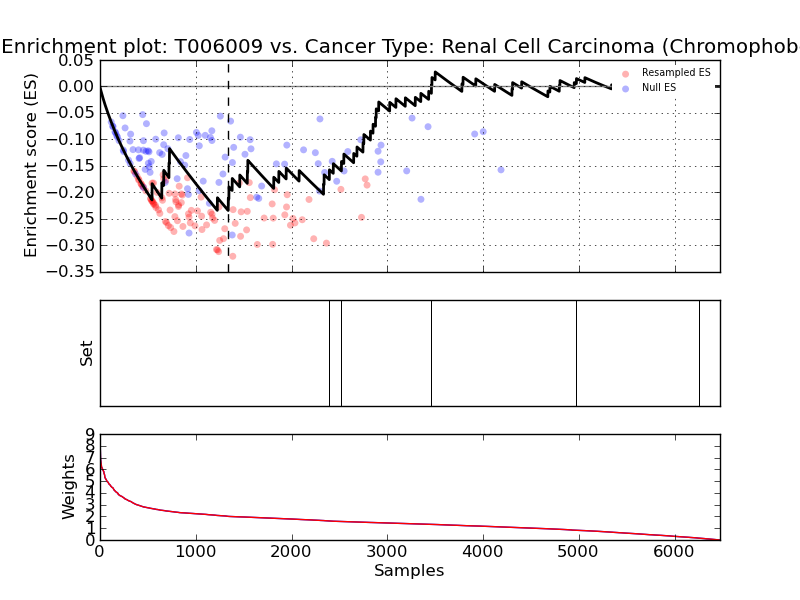 Enrichment plot: T006009 vs. Cancer Type: Renal Cell Carcinoma (Chromophob
0.05
0.00
−0.05
−0.10
−0.15
−0.20
−0.25
−0.30
−0.35
Enrichment score (ES)
Resampled ES
Null ES
Set
9
8
7
6
5
4
3
2
1
0
Weights
0 1000 2000 3000 4000 5000 6000
Samples